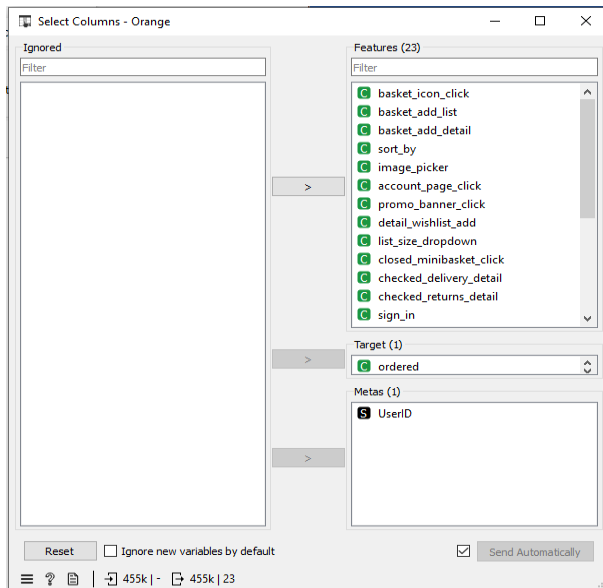 Select Columns - Orange
Ignored
Filter
>
>
>
Features (23)
Filter
C basket_icon_click
C basket_add_list
C basket_add_detail
C sort_by
C image_picker
C account_page_click
C promo_banner_click
C detail_wishlist_add
C list_size_dropdown
C closed_minibasket_click
C checked_delivery_detail
C checked_returns_detail
C sign_in
Target (1)
C ordered
Metas (1)
S UserID
Reset Ignore new variables by default Send Automatically
? 455k | - 455k | 23